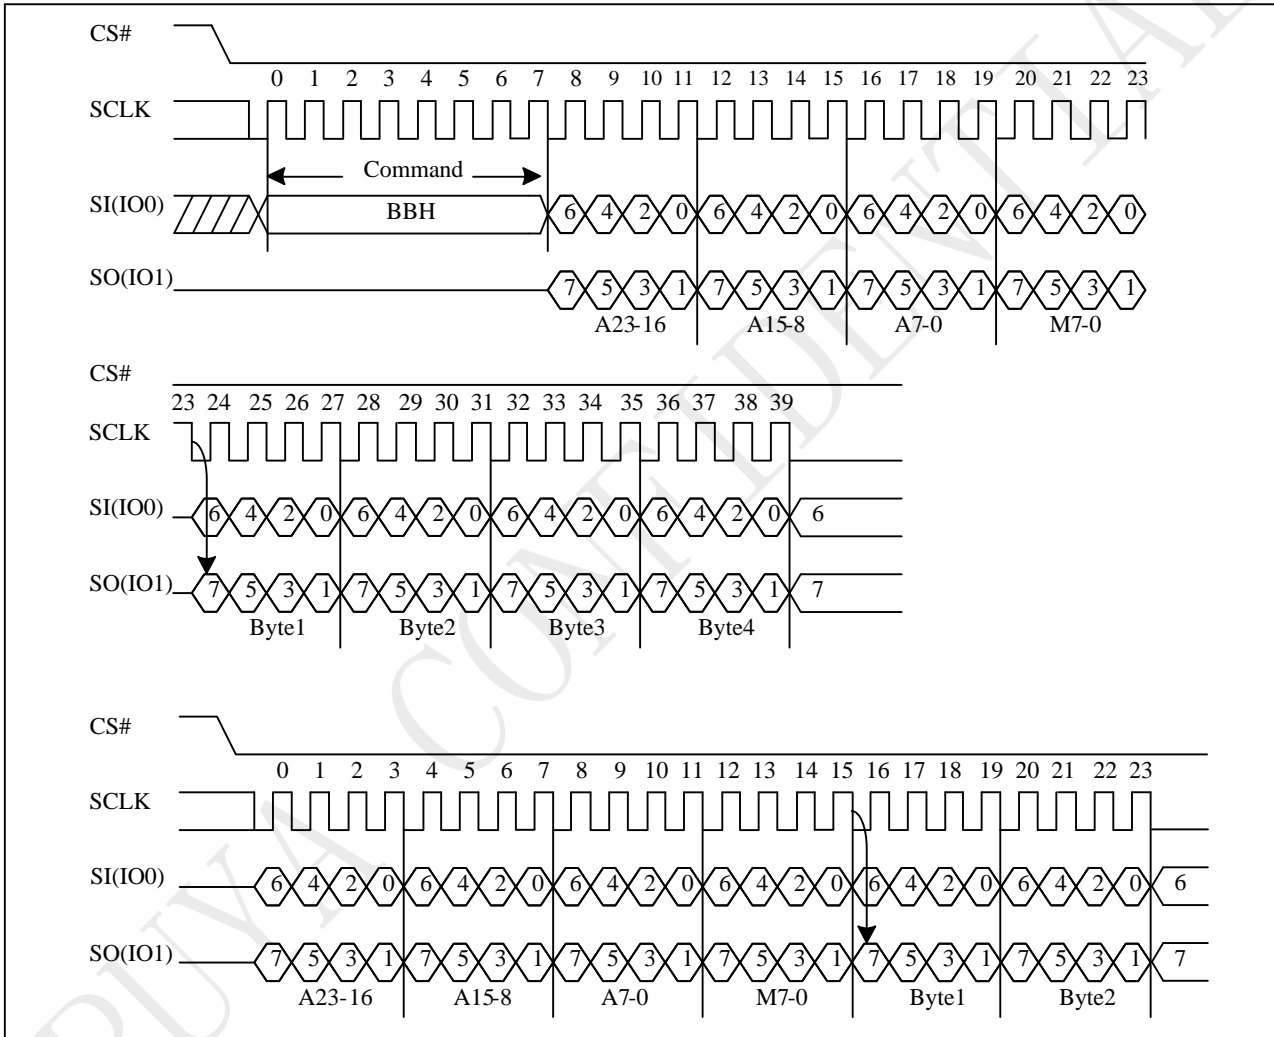 CS#
0 1 2 3 4 5 6 7 8 9 10 11 12 13 14 15 16 17 18 19 20 21 22 23
SCLK
Command
SI(IO0) BBH 6 4 2 0 6 4 2 0 6 4 2 0 6 4 2 0
SO(IO1) 7 5 3 1 7 5 3 1 7 5 3 1 7 5 3 1
A23-16 A15-8 A7-0 M7-0
CS#
23 24 25 26 27 28 29 30 31 32 33 34 35 36 37 38 39
SCLK
SI(IO0) 6 4 2 0 6 4 2 0 6 4 2 0 6 4 2 0 6
SO(IO1) 7 5 3 1 7 5 3 1 7 5 3 1 7 5 3 1 7
Byte1 Byte2 Byte3 Byte4
CS#
0 1 2 3 4 5 6 7 8 9 10 11 12 13 14 15 16 17 18 19 20 21 22 23
SCLK
SI(IO0) 6 4 2 0 6 4 2 0 6 4 2 0 6 4 2 0 6 4 2 0 6 4 2 0 6
SO(IO1) 7 5 3 1 7 5 3 1 7 5 3 1 7 5 3 1 7 5 3 1 7 5 3 1 7
A23-16 A15-8 A7-0 M7-0 Byte1 Byte2
PUYA CONFIDENTIAL